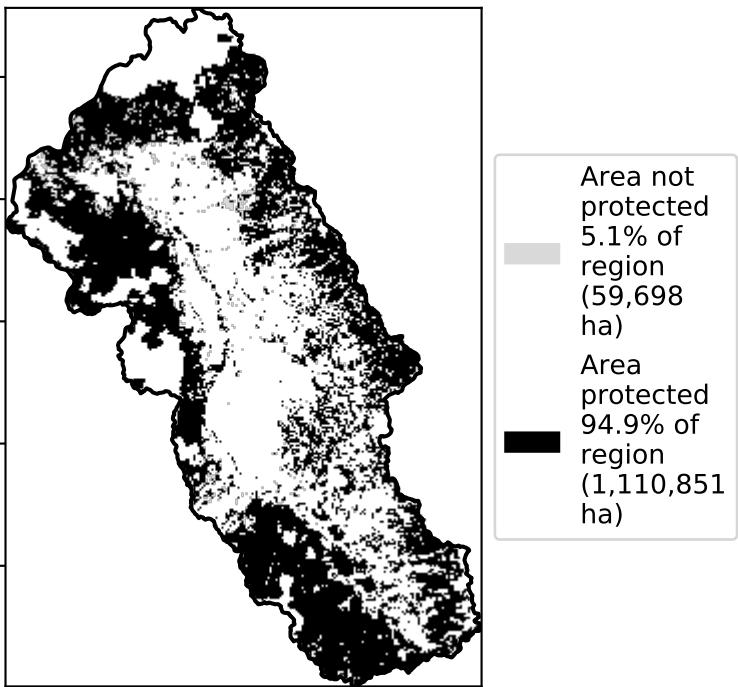 Area not
protected
5.1% of
region
(59,698
ha)
Area
protected
94.9% of
region
(1,110,851
ha)